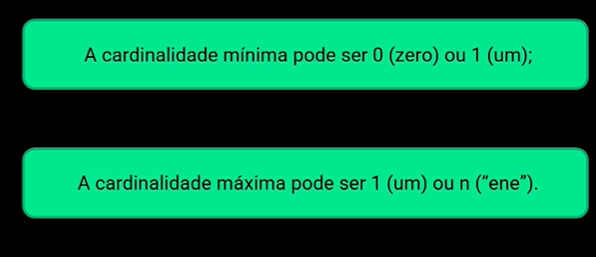 A cardinalidade mínima pode ser 0 (zero) ou 1 (um);
A cardinalidade máxima pode ser 1 (um) ou n (“ene”).